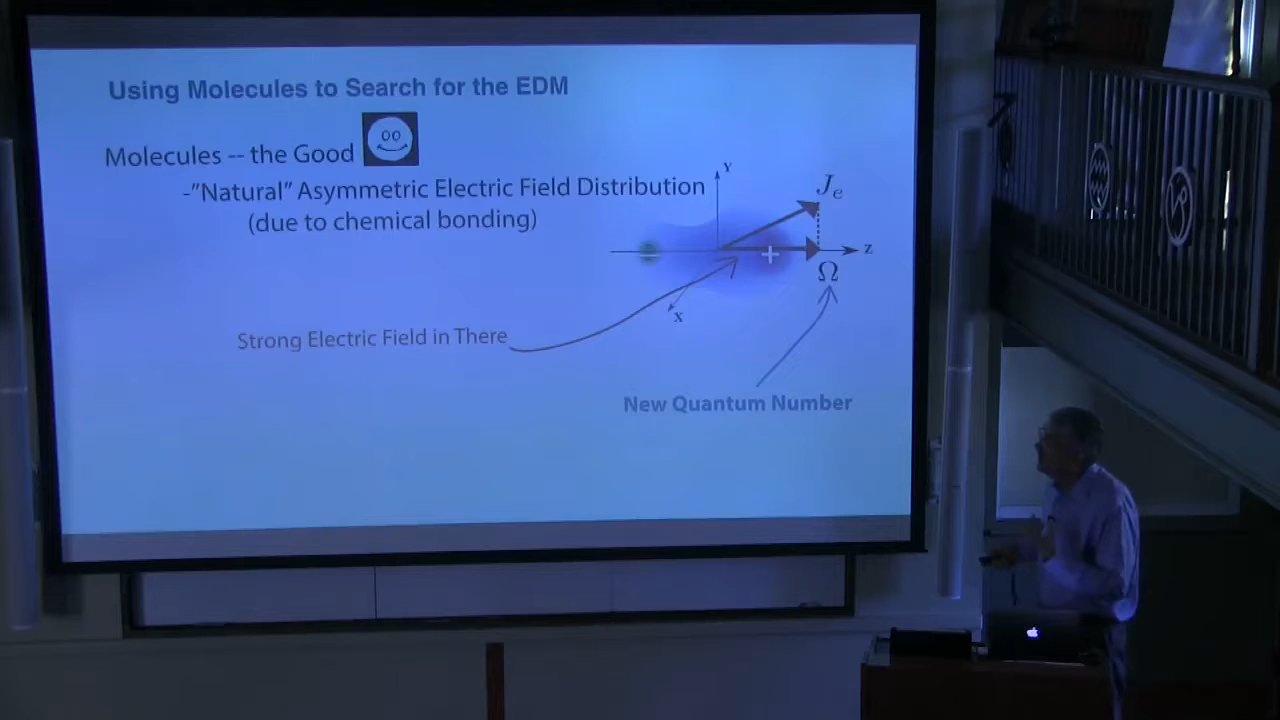 Using Molecules to Search for the EDM
Molecules -- the Good
-"Natural" Asymmetric Electric Field Distribution
(due to chemical bonding)
Y
Je
−
+
Z
Ω
X
Strong Electric Field in There
New Quantum Number